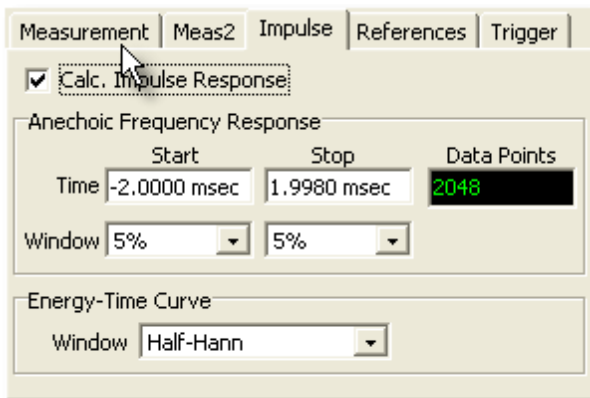 Measurement Meas2 Impulse References Trigger
Calc. Impulse Response
Anechoic Frequency Response
Start Stop Data Points
Time -2.0000 msec 1.9980 msec 2048
Window 5% 5%
Energy-Time Curve
Window Half-Hann